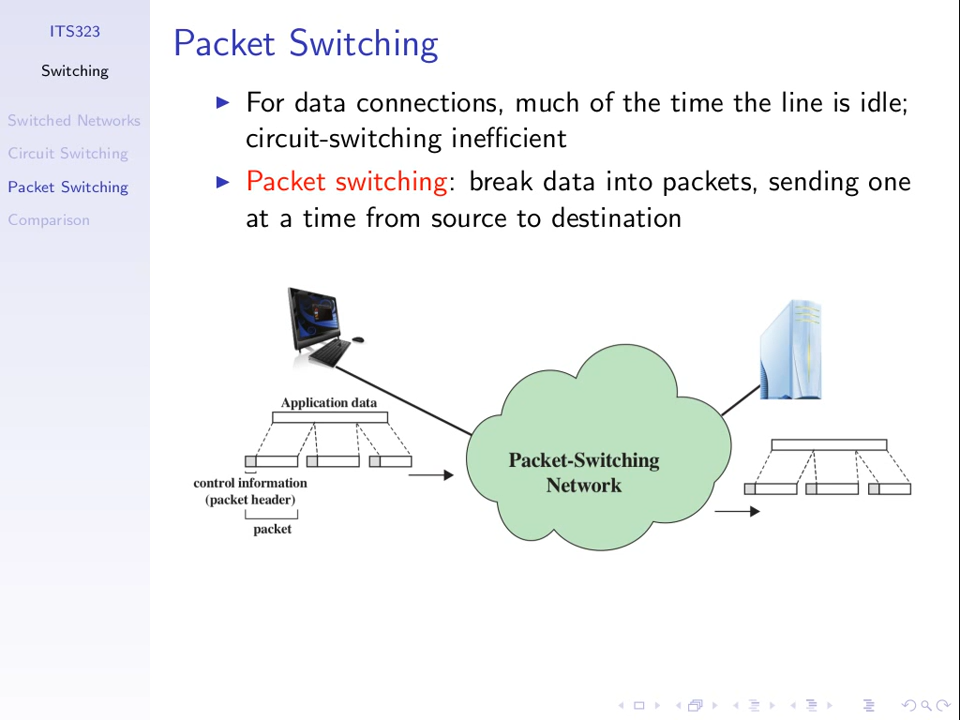 ITS323
Switching
Switched Networks
Circuit Switching
Packet Switching
Comparison
Packet Switching
For data connections, much of the time the line is idle;
circuit-switching inefficient
Packet switching: break data into packets, sending one
at a time from source to destination
Application data
control information
(packet header)
packet
Packet-Switching
Network